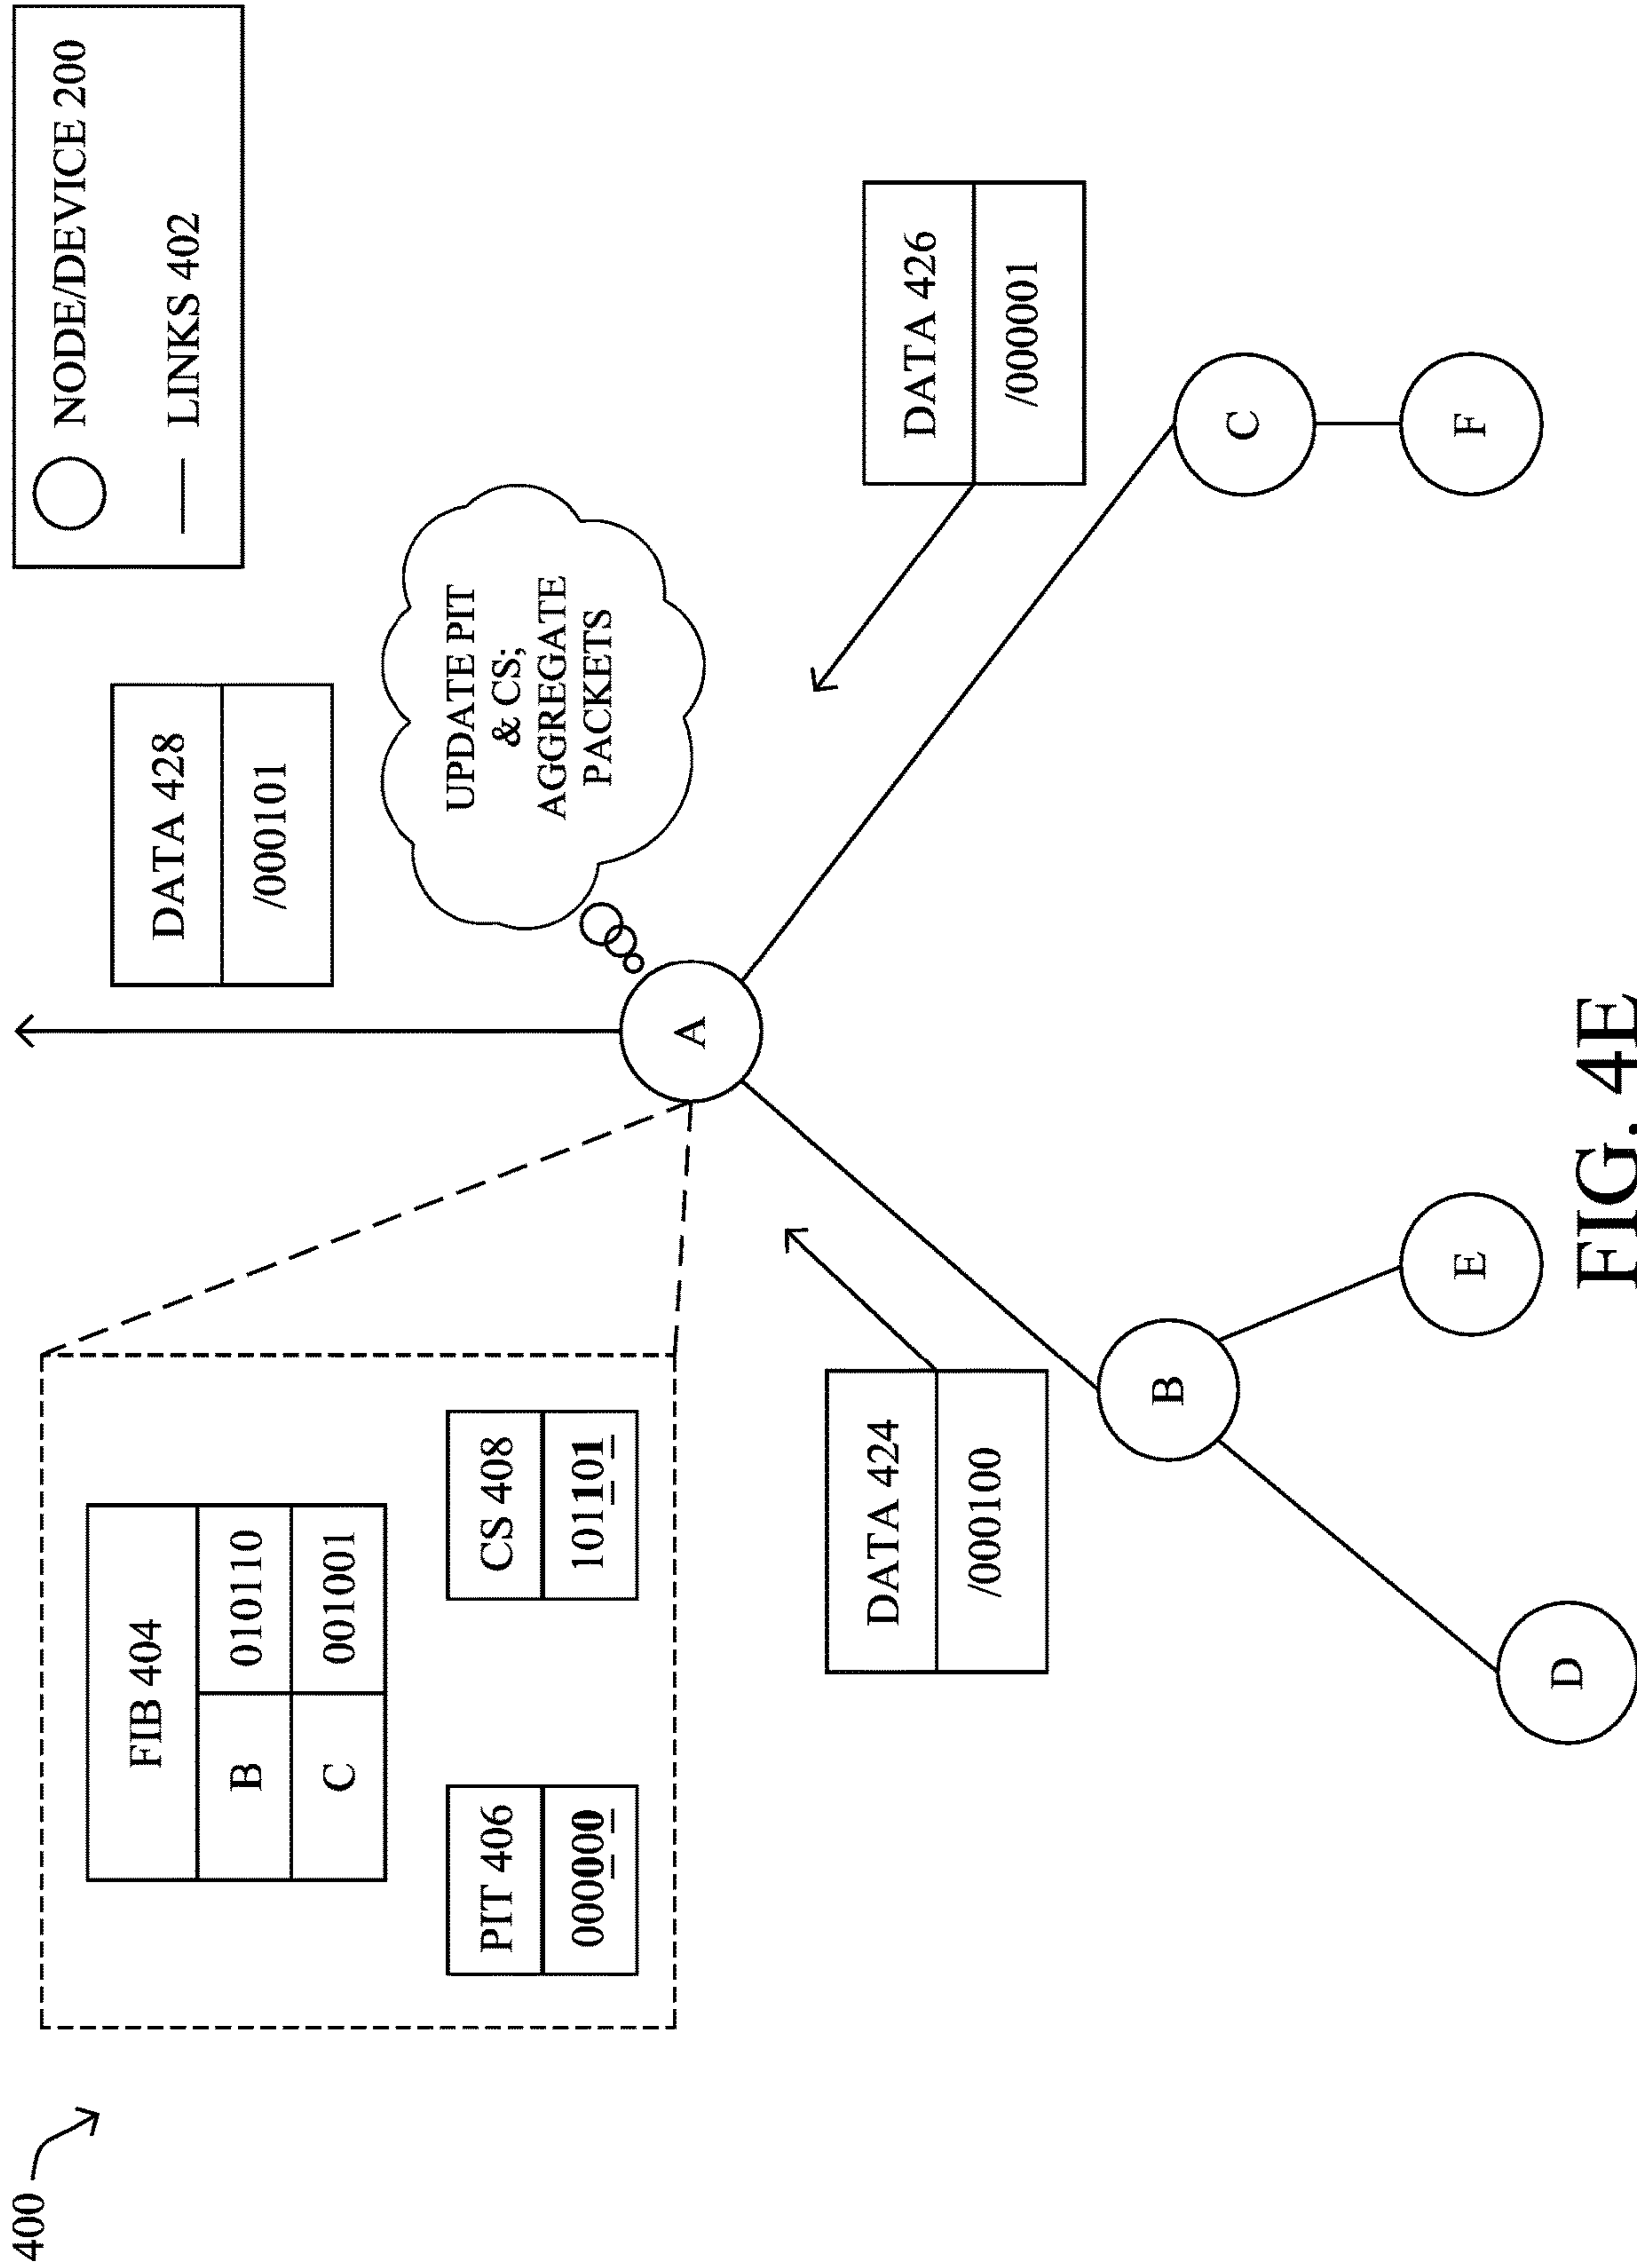 400
NODE/DEVICE 200
LINKS 402
FIB 404
B 010110
C 001001
PIT 406
000000
CS 408
101101
DATA 428
/000101
UPDATE PIT
& CS;
AGGREGATE
PACKETS
A
DATA 424
/000100
DATA 426
/000001
B
C
D
E
F
FIG. 4E